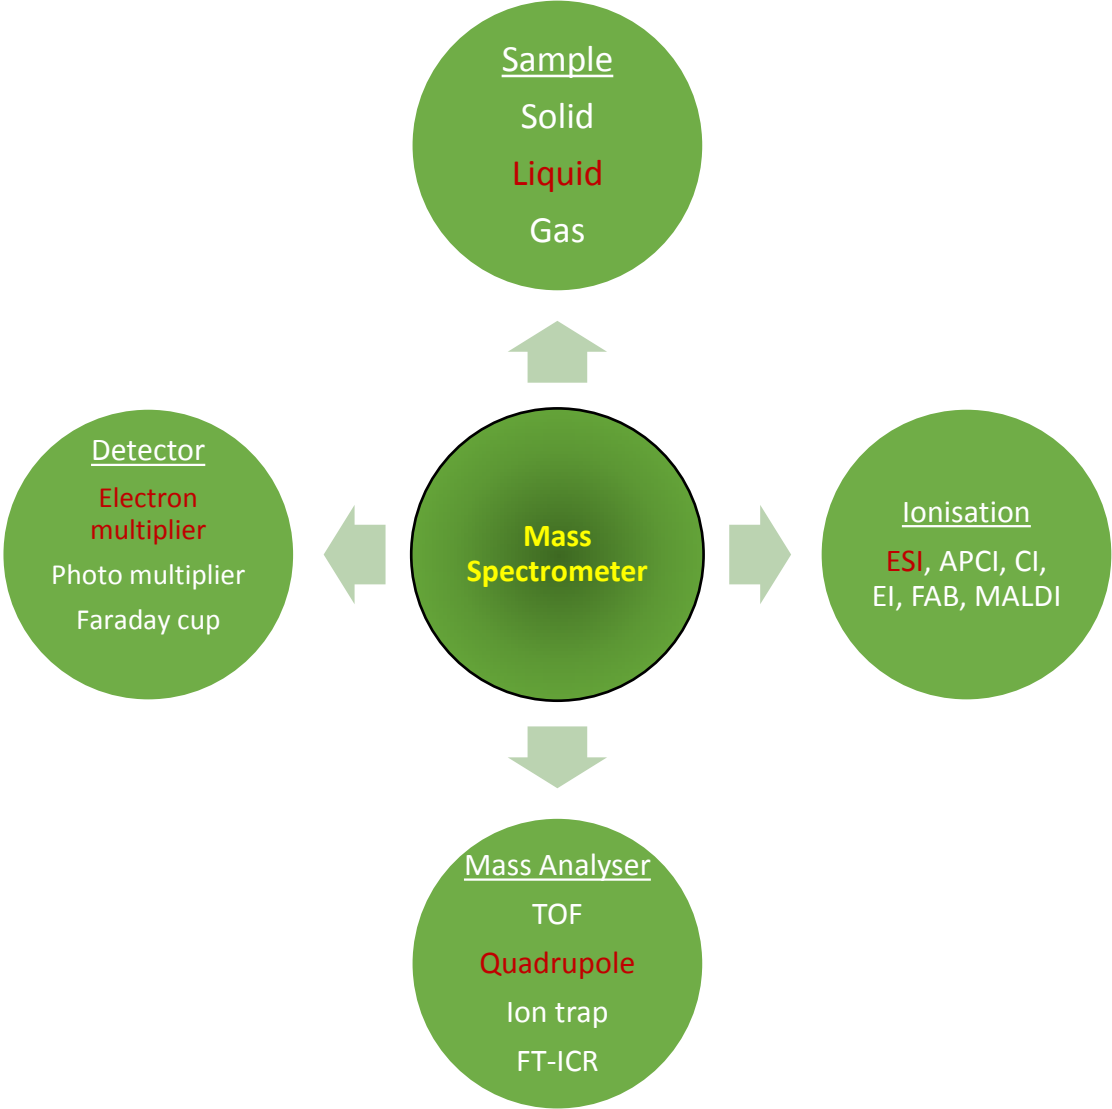 Sample
Solid
Liquid
Gas
Detector
Electron
multiplier
Photo multiplier
Faraday cup
Mass
Spectrometer
Ionisation
ESI, APCI, CI,
EI, FAB, MALDI
Mass Analyser
TOF
Quadrupole
Ion trap
FT-ICR